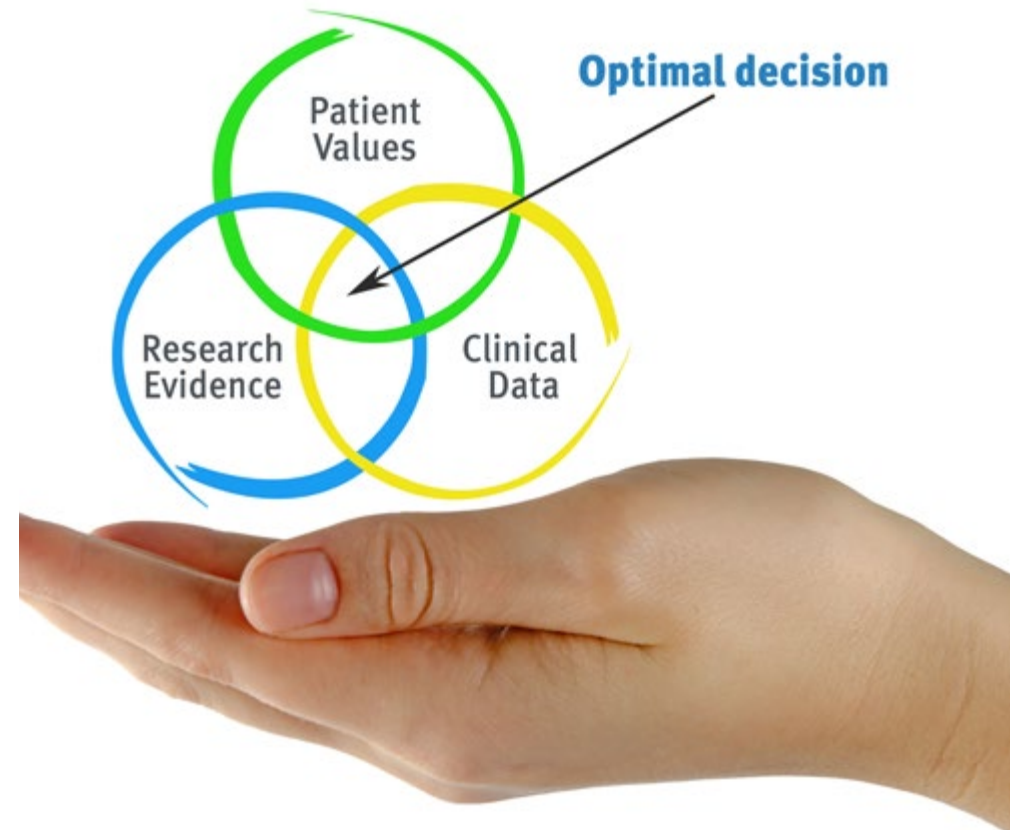 Optimal decision
Patient
Values
Research
Evidence
Clinical
Data